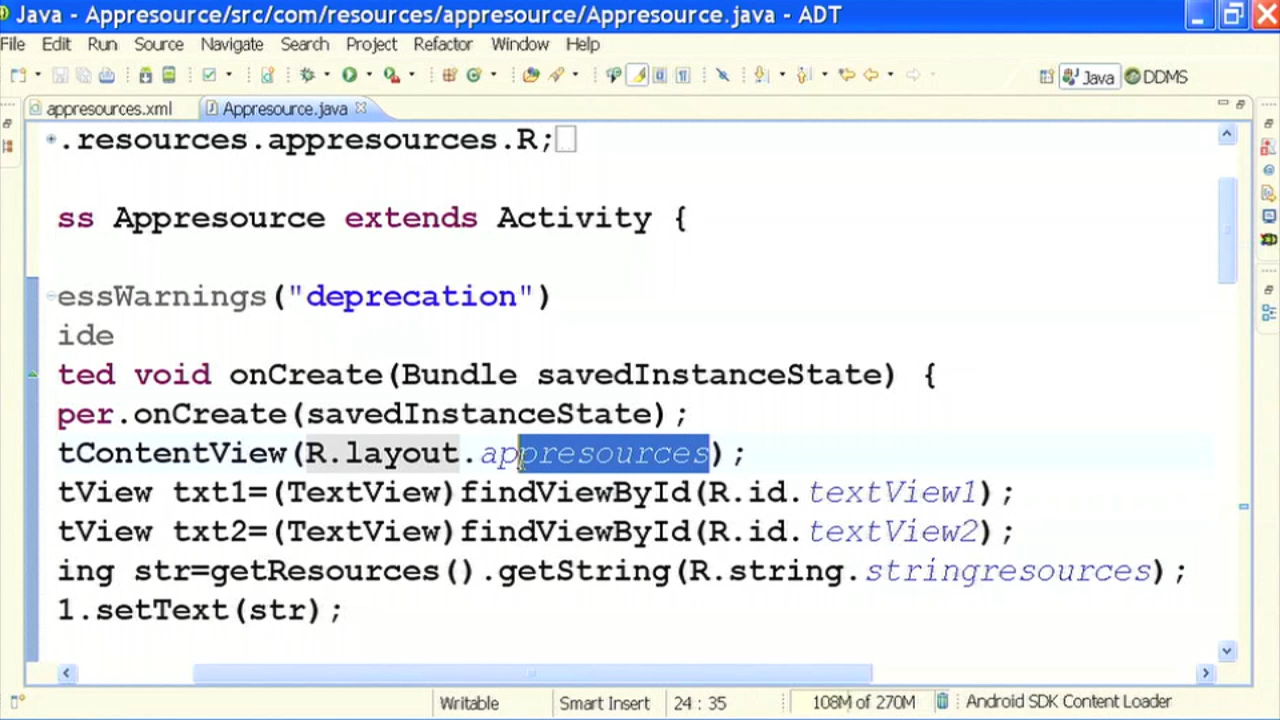 Java - Appresource/src/com/resources/appresource/Appresource.java - ADT
File Edit Run Source Navigate Search Project Refactor Window Help
Java DDMS
appresources.xml Appresource.java
.resources.appresources.R;
ss Appresource extends Activity {
essWarnings("deprecation")
ide
ted void onCreate(Bundle savedInstanceState) {
per.onCreate(savedInstanceState);
tContentView(R.layout.appresources);
tView txt1=(TextView)findViewById(R.id.textView1);
tView txt2=(TextView)findViewById(R.id.textView2);
ing str=getResources().getString(R.string.stringresources);
1.setText(str);
Writable Smart Insert 24 : 35 108M of 270M Android SDK Content Loader